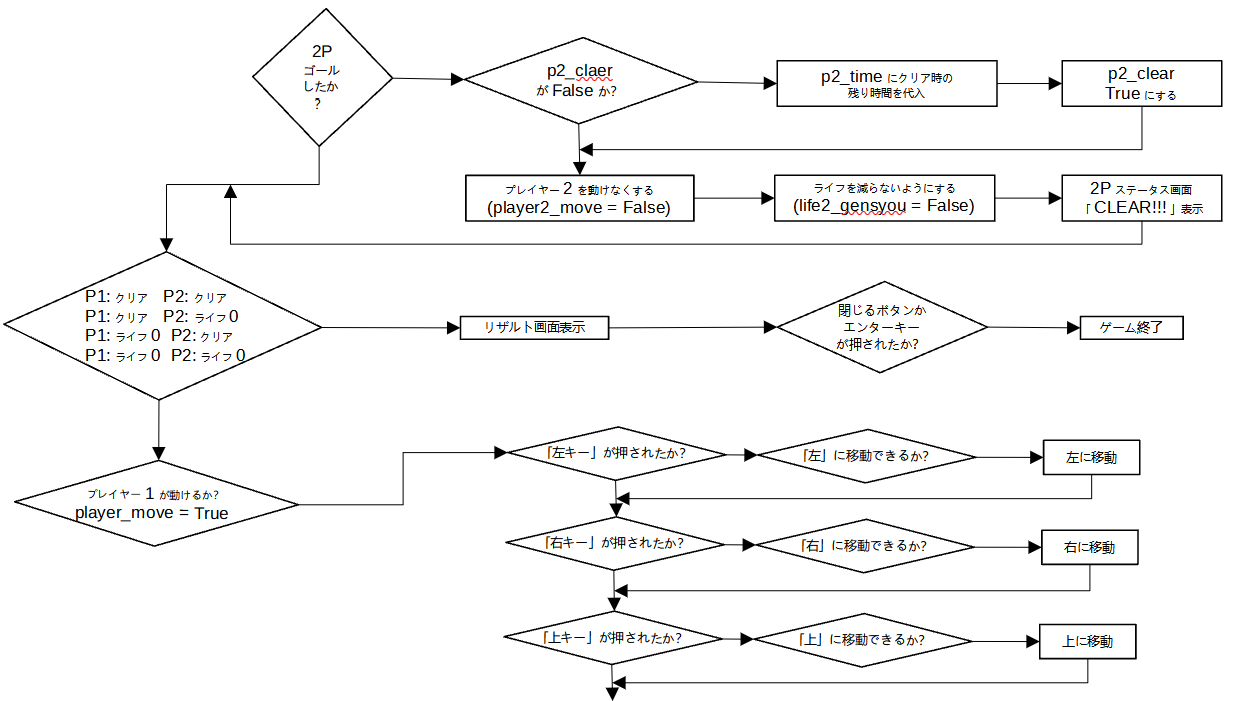 2P
ゴール
したか
?
p2_claer
が False か?
p2_time にクリア時の
残り時間を代入
p2_clear
True にする
プレイヤー 2 を動けなくする
(player2_move = False)
ライフを減らないようにする
(life2_gensyou = False)
2P ステータス画面
「 CLEAR!!! 」表示
P1: クリア P2: クリア
P1: クリア P2: ライフ 0
P1: ライフ 0 P2: クリア
P1: ライフ 0 P2: ライフ 0
リザルト画面表示
閉じるボタンか
エンターキー
が押されたか?
ゲーム終了
プレイヤー 1 が動けるか?
player_move = True
「左キー」が押されたか?
「左」に移動できるか?
左に移動
「右キー」が押されたか?
「右」に移動できるか?
右に移動
「上キー」が押されたか?
「上」に移動できるか?
上に移動